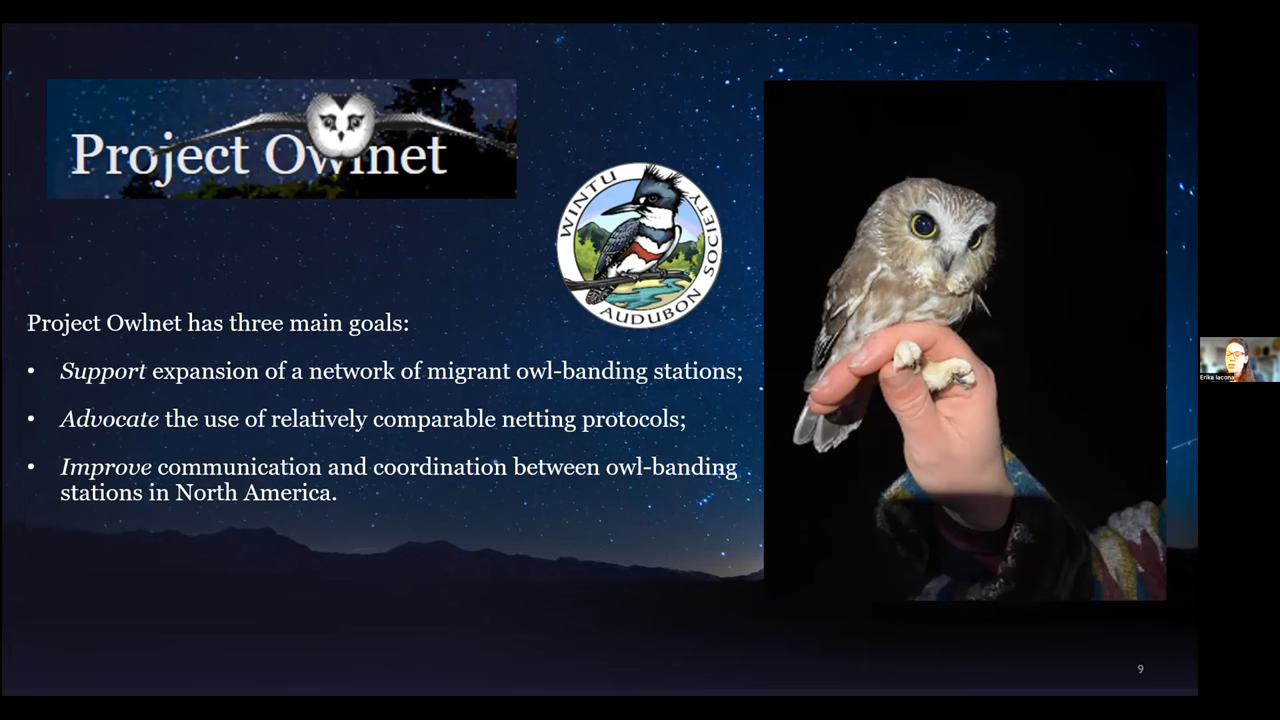 Project Owlnet
WINTU
AUDUBON
SOCIETY
Project Owlnet has three main goals:
• Support expansion of a network of migrant owl-banding stations;
• Advocate the use of relatively comparable netting protocols;
• Improve communication and coordination between owl-banding
stations in North America.
Erika Iacona
9